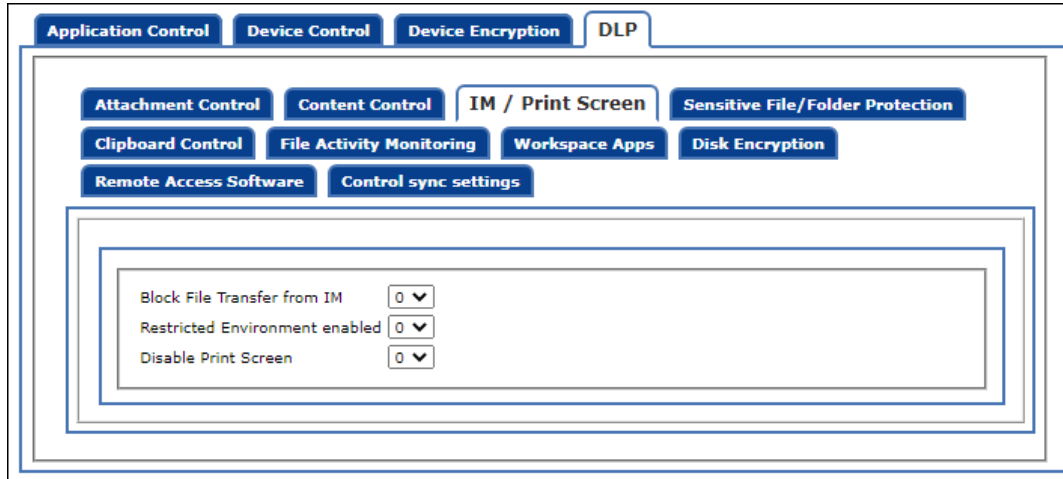 Application Control Device Control Device Encryption DLP
Attachment Control Content Control IM / Print Screen Sensitive File/Folder Protection
Clipboard Control File Activity Monitoring Workspace Apps Disk Encryption
Remote Access Software Control sync settings
Block File Transfer from IM 0
Restricted Environment enabled 0
Disable Print Screen 0